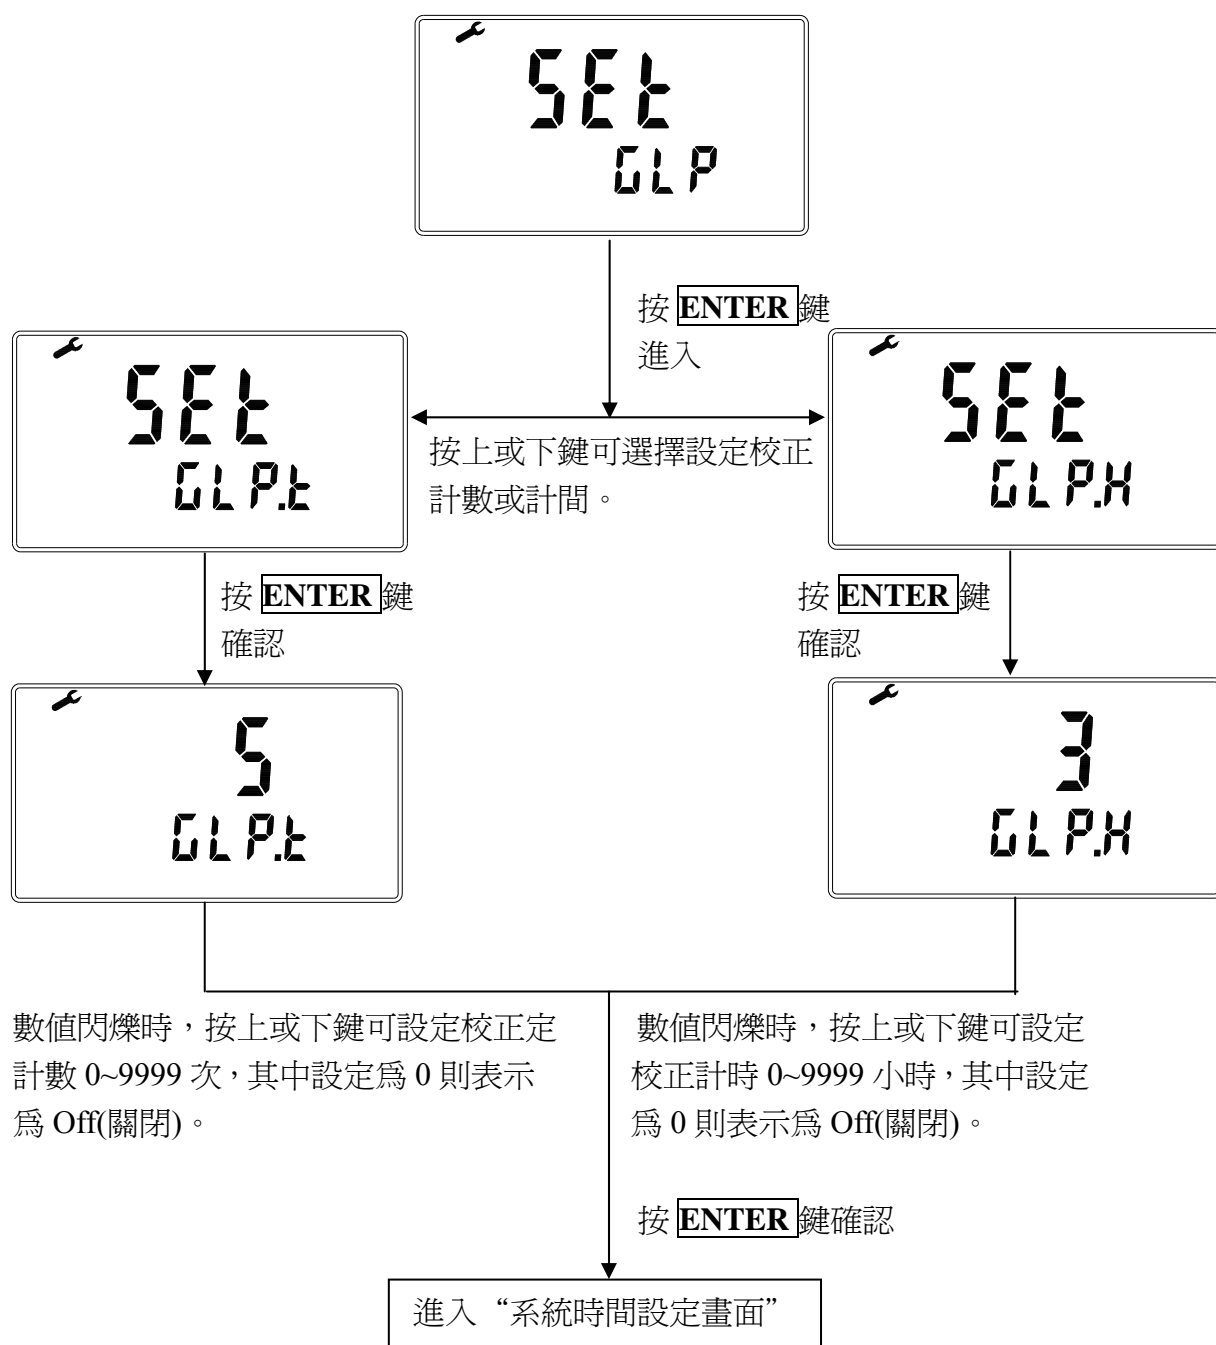 SEt
GLP
按 ENTER 鍵
進入
SEt
GLP.t
按上或下鍵可選擇設定校正
計數或計間。
SEt
GLP.H
按 ENTER 鍵
確認
按 ENTER 鍵
確認
5
GLP.t
3
GLP.H
數值閃爍時，按上或下鍵可設定校正定
計數 0~9999 次，其中設定爲 0 則表示
爲 Off(關閉)。
數值閃爍時，按上或下鍵可設定
校正計時 0~9999 小時，其中設定
爲 0 則表示爲 Off(關閉)。
按 ENTER 鍵確認
進入“系統時間設定畫面”